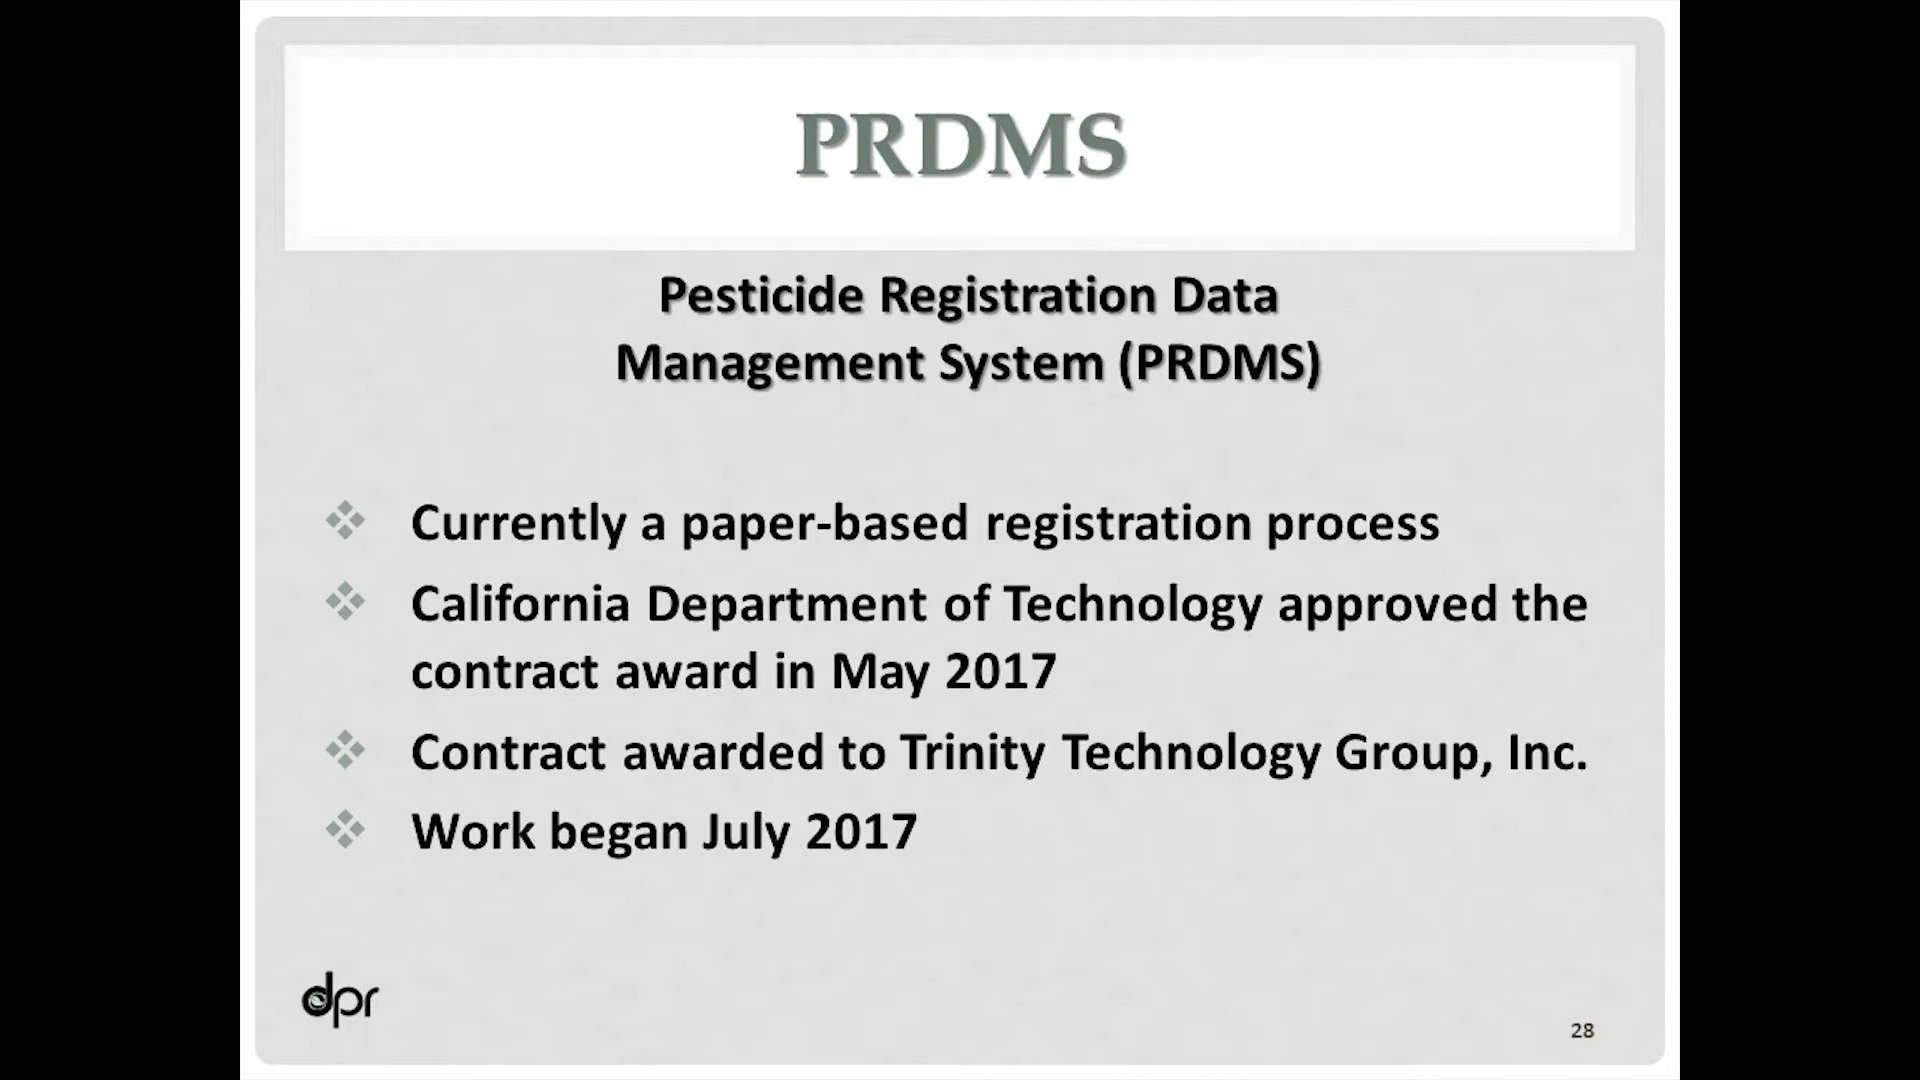 PRDMS
Pesticide Registration Data
Management System (PRDMS)
Currently a paper-based registration process
California Department of Technology approved the
contract award in May 2017
Contract awarded to Trinity Technology Group, Inc.
Work began July 2017
dpr
28